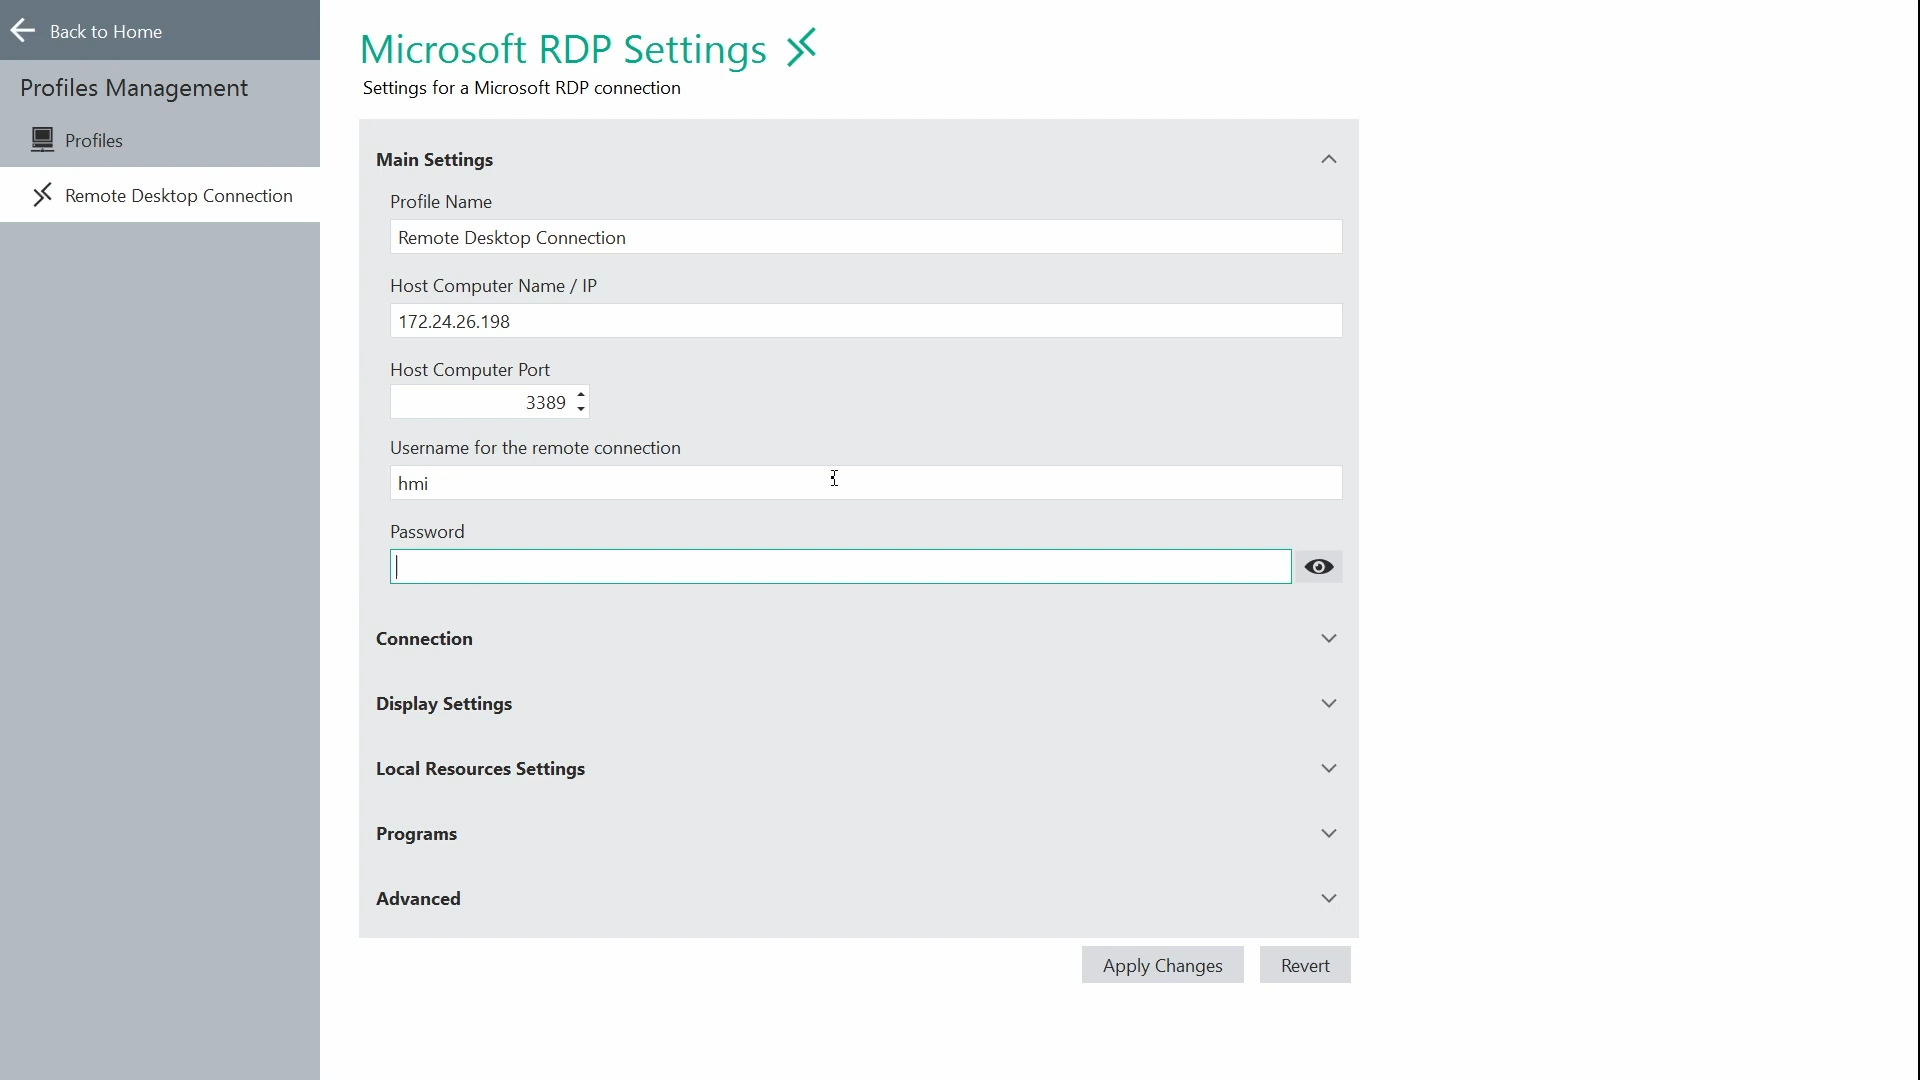 Back to Home
Profiles Management
Profiles
Remote Desktop Connection
Microsoft RDP Settings
Settings for a Microsoft RDP connection
Main Settings
Profile Name
Remote Desktop Connection
Host Computer Name / IP
172.24.26.198
Host Computer Port
3389
Username for the remote connection
hmi
Password
Connection
Display Settings
Local Resources Settings
Programs
Advanced
Apply Changes
Revert